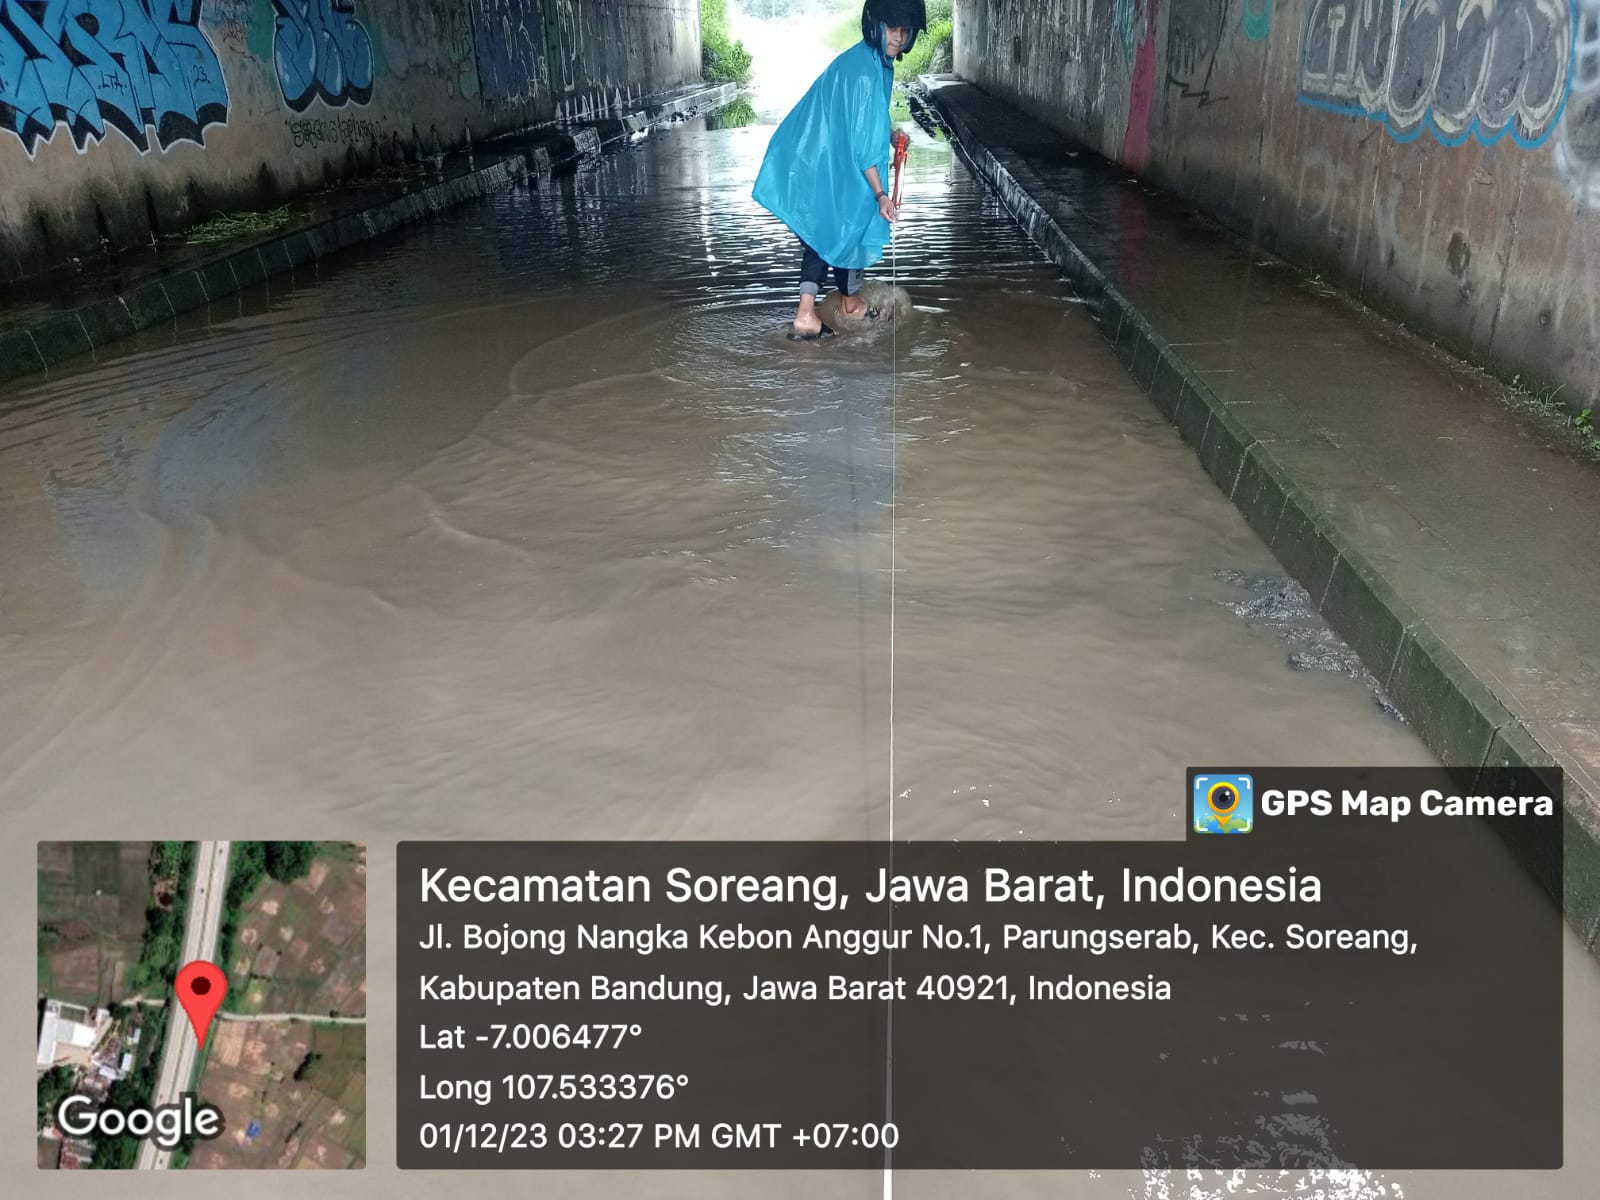 GPS Map Camera
Kecamatan Soreang, Jawa Barat, Indonesia
Jl. Bojong Nangka Kebon Anggur No.1, Parungserab, Kec. Soreang,
Kabupaten Bandung, Jawa Barat 40921, Indonesia
Lat -7.006477°
Long 107.533376°
01/12/23 03:27 PM GMT +07:00
Google